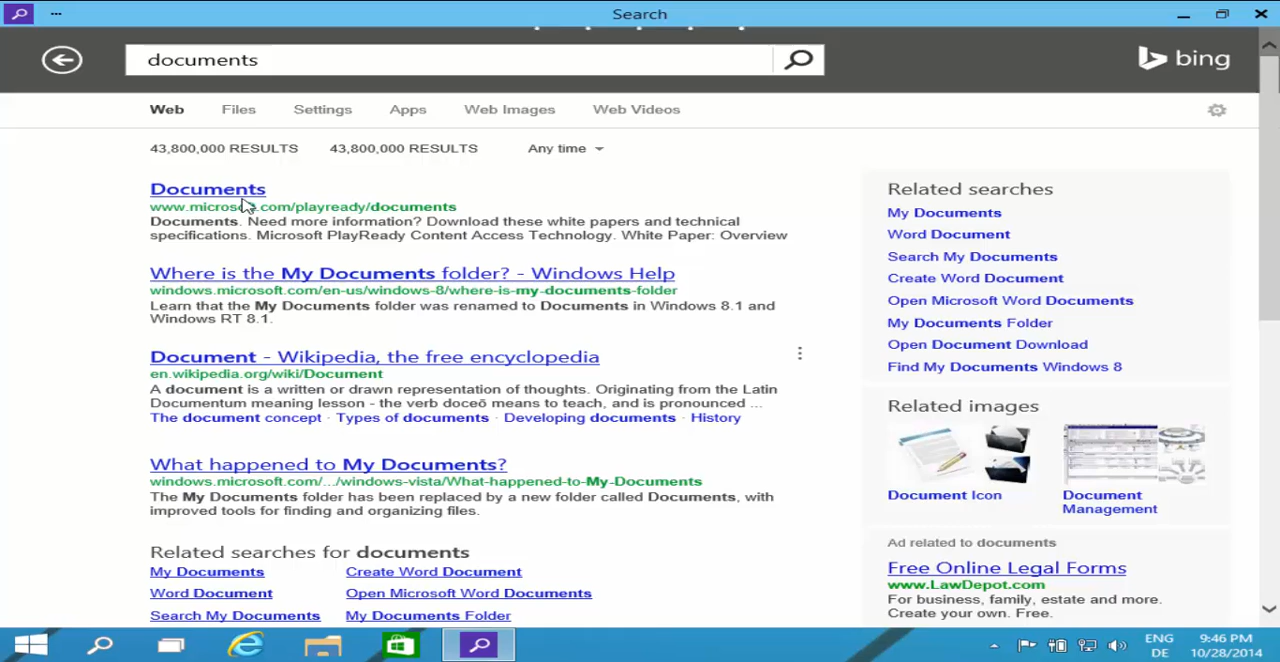 Search
documents
bing
Web Files Settings Apps Web Images Web Videos
43,800,000 RESULTS 43,800,000 RESULTS Any time
Documents
www.microsoft.com/playready/documents
Documents. Need more information? Download these white papers and technical
specifications. Microsoft PlayReady Content Access Technology. White Paper: Overview
Where is the My Documents folder? - Windows Help
windows.microsoft.com/en-us/windows-8/where-is-my-documents-folder
Learn that the My Documents folder was renamed to Documents in Windows 8.1 and
Windows RT 8.1.
Document - Wikipedia, the free encyclopedia
en.wikipedia.org/wiki/Document
A document is a written or drawn representation of thoughts. Originating from the Latin
Documentum meaning lesson - the verb doceō means to teach, and is pronounced ...
The document concept · Types of documents · Developing documents · History
What happened to My Documents?
windows.microsoft.com/.../windows-vista/What-happened-to-My-Documents
The My Documents folder has been replaced by a new folder called Documents, with
improved tools for finding and organizing files.
Related searches for documents
My Documents Create Word Document
Word Document Open Microsoft Word Documents
Search My Documents My Documents Folder
Related searches
My Documents
Word Document
Search My Documents
Create Word Document
Open Microsoft Word Documents
My Documents Folder
Open Document Download
Find My Documents Windows 8
Related images
Document Icon
Document
Management
Ad related to documents
Free Online Legal Forms
www.LawDepot.com
For business, family, estate and more.
Create your own. Free.
ENG
DE
9:46 PM
10/28/2014